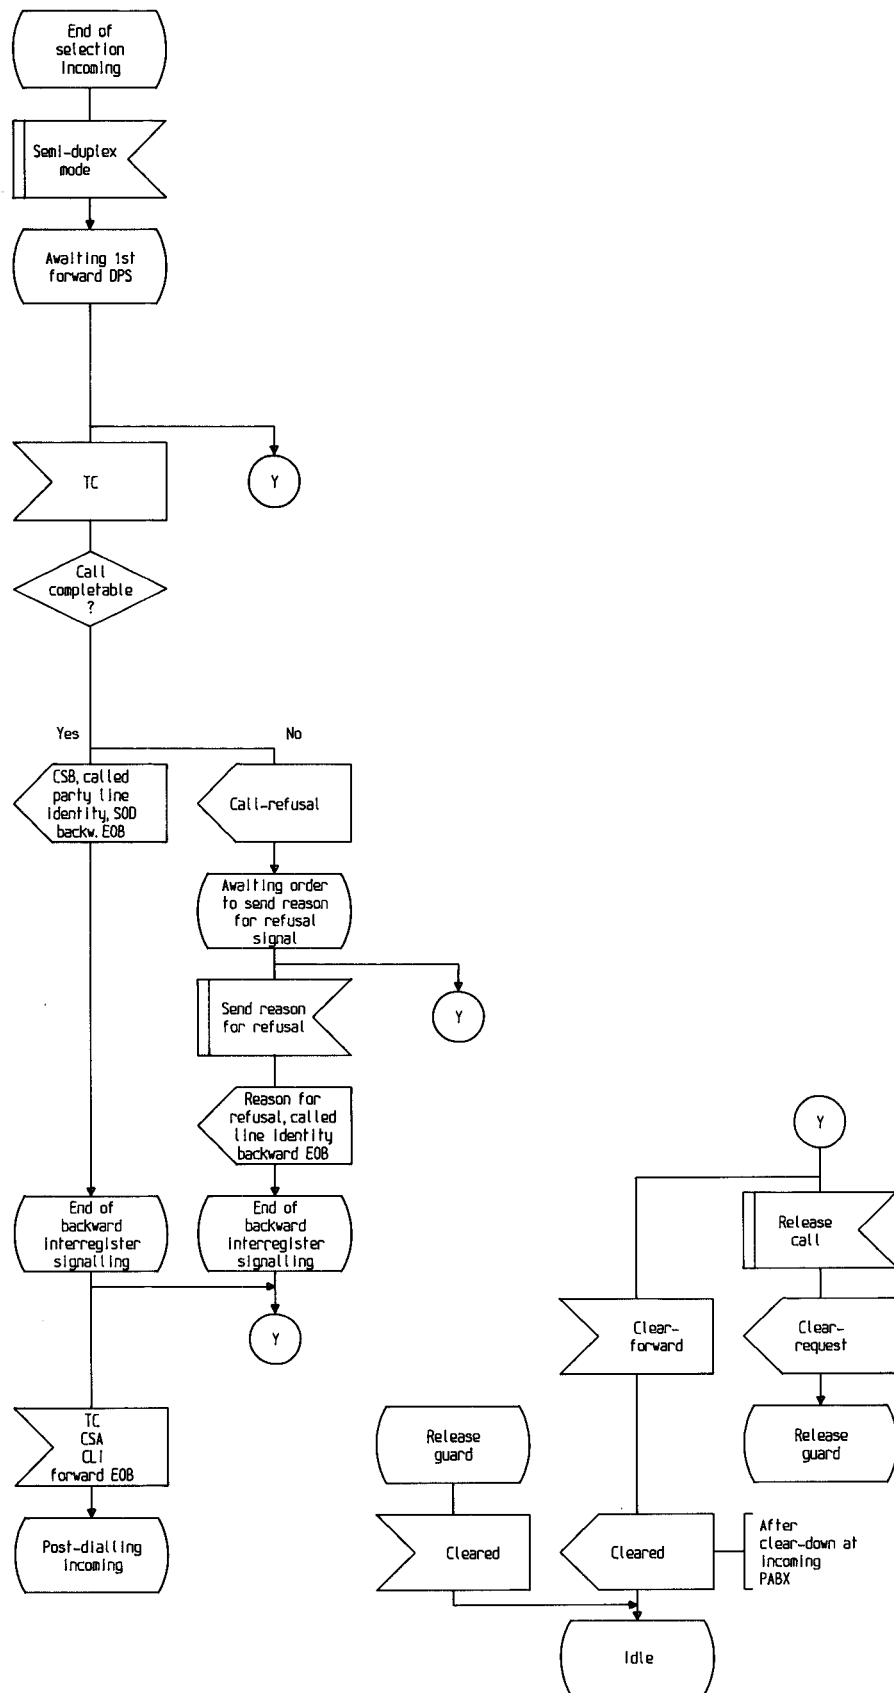 End of
selection
incoming
Semi-duplex
mode
Awaiting 1st
forward DPS
TC
Y
Call
completable
?
Yes
No
CSB, called
party line
identity, SOD
backw. EOB
Call-refusal
Awaiting order
to send reason
for refusal
signal
Send reason
for refusal
Y
Reason for
refusal, called
line identity
backward EOB
End of
backward
interregister
signalling
End of
backward
interregister
signalling
Y
TC
CSA
CLI
forward EOB
Post-dialling
incoming
Y
Release
call
Clear-
forward
Clear-
request
Release
guard
Release
guard
Cleared
Cleared
After
clear-down at
incoming
PABX
Idle